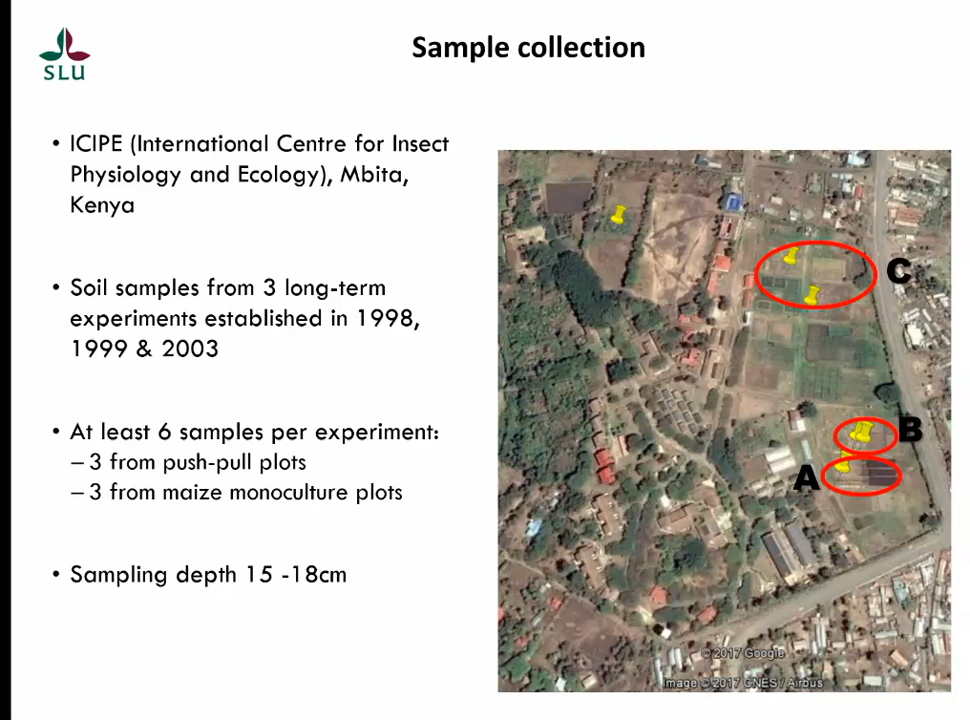 SLU
Sample collection
• ICIPE (International Centre for Insect
Physiology and Ecology), Mbita,
Kenya
• Soil samples from 3 long-term
experiments established in 1998,
1999 & 2003
• At least 6 samples per experiment:
– 3 from push-pull plots
– 3 from maize monoculture plots
• Sampling depth 15 -18cm
C
B
A
© 2017 Google
Image © 2017 CNES / Airbus